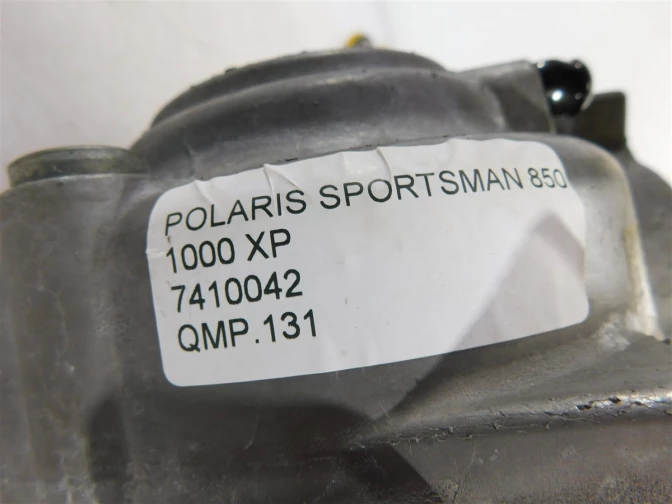 POLARIS SPORTSMAN 850
1000 XP
7410042
QMP.131